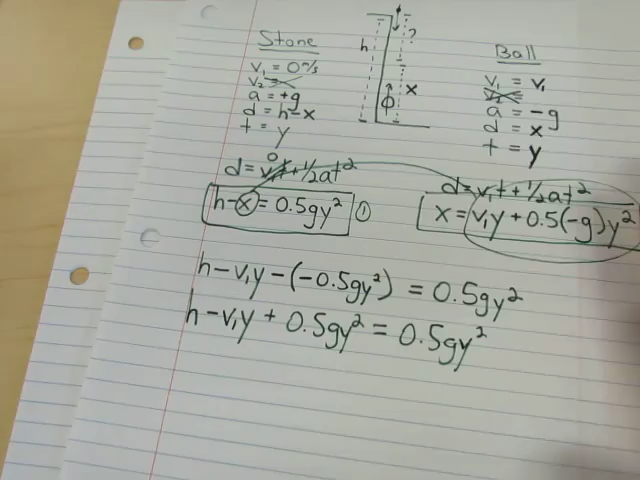 Stone
v₁ = 0 m/s
v₂ = x
a = +g
d = h-x
t = y
d = v₁t + 1/2at²
0
h-x = 0.5gy² ①
h
?
x
Ball
v₁ = v₁
v₂ = x
a = -g
d = x
t = y
d = v₁t + 1/2at²
x = v₁y + 0.5(-g)y²
h - v₁y - (-0.5gy²) = 0.5gy²
h - v₁y + 0.5gy² = 0.5gy²